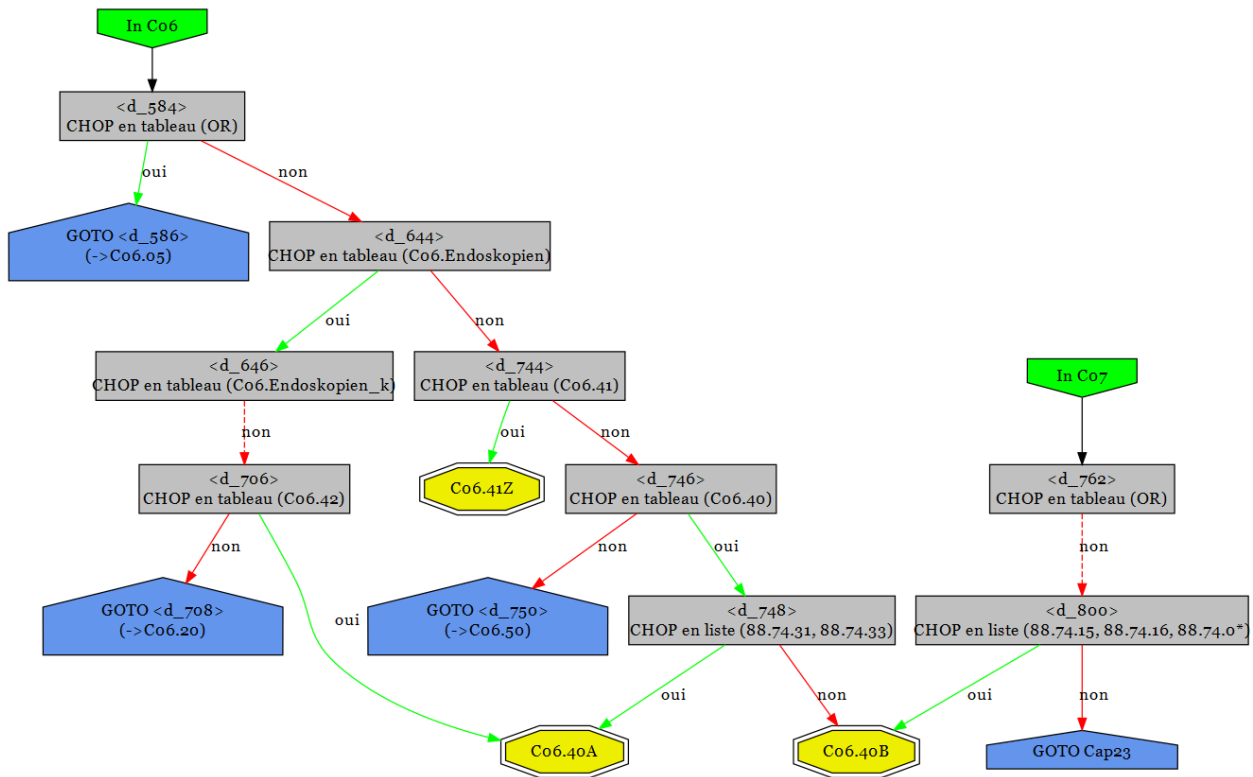 In C06
<d_584>
CHOP en tableau (OR)
oui
non
GOTO <d_586>
(->C06.05)
<d_644>
CHOP en tableau (C06.Endoskopien)
oui
non
<d_646>
CHOP en tableau (C06.Endoskopien_k)
<d_744>
CHOP en tableau (C06.41)
In C07
non
oui
non
<d_706>
CHOP en tableau (C06.42)
C06.41Z
<d_746>
CHOP en tableau (C06.40)
<d_762>
CHOP en tableau (OR)
non
non
oui
non
GOTO <d_708>
(->C06.20)
oui
GOTO <d_750>
(->C06.50)
<d_748>
CHOP en liste (88.74.31, 88.74.33)
<d_800>
CHOP en liste (88.74.15, 88.74.16, 88.74.0*)
oui
non
oui
non
C06.40A
C06.40B
GOTO Cap23